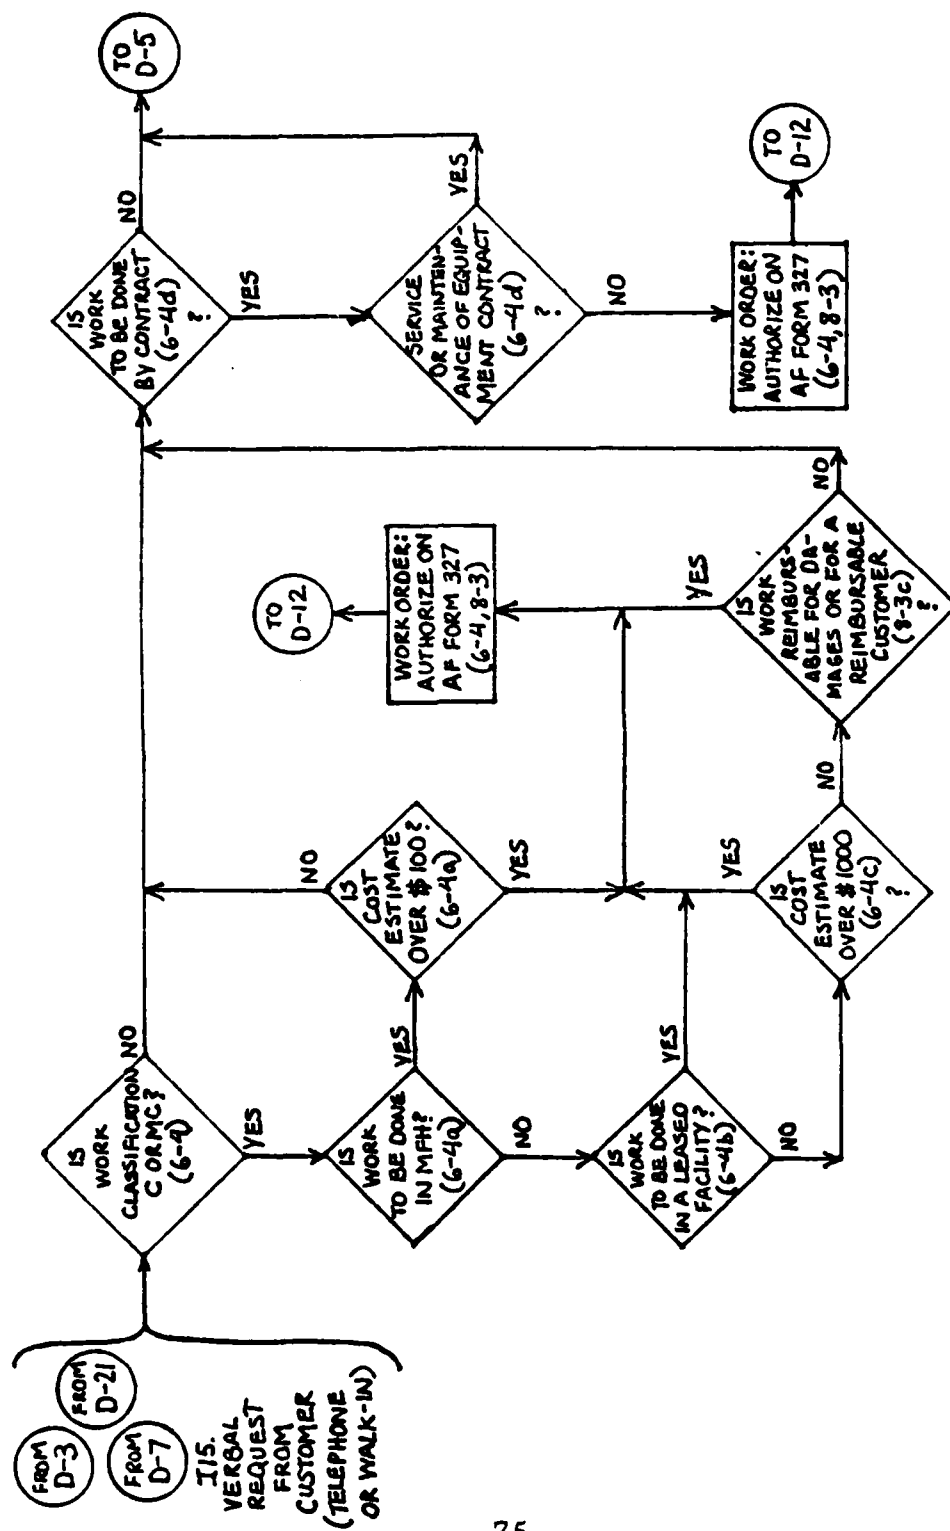 FROM
D-3
FROM
D-21
FROM
D-7
I15.
VERBAL
REQUEST
FROM
CUSTOMER
(TELEPHONE
OR WALK-IN)
IS
WORK
CLASSIFICATION
C OR MC?
(6-4)
NO
YES
IS
WORK
TO BE DONE
IN MFH?
(6-4a)
YES
NO
IS
COST
ESTIMATE
OVER $100?
(6-4a)
NO
YES
IS
WORK
TO BE DONE
IN A LEASED
FACILITY?
(6-4b)
YES
NO
IS
COST
ESTIMATE
OVER $1000
(6-4c)
?
YES
NO
IS
WORK
REIMBURS-
ABLE FOR DA-
MAGES OR FOR A
REIMBURSABLE
CUSTOMER
(8-3c)
?
YES
NO
WORK ORDER:
AUTHORIZE ON
AF FORM 327
(6-4, 8-3)
TO
D-12
IS
WORK
TO BE DONE
BY CONTRACT
(6-4d)
?
NO
YES
TO
D-5
SERVICE
OR MAINTEN-
ANCE OF EQUIP-
MENT CONTRACT
(6-4d)
?
YES
NO
WORK ORDER:
AUTHORIZE ON
AF FORM 327
(6-4, 8-3)
TO
D-12
75